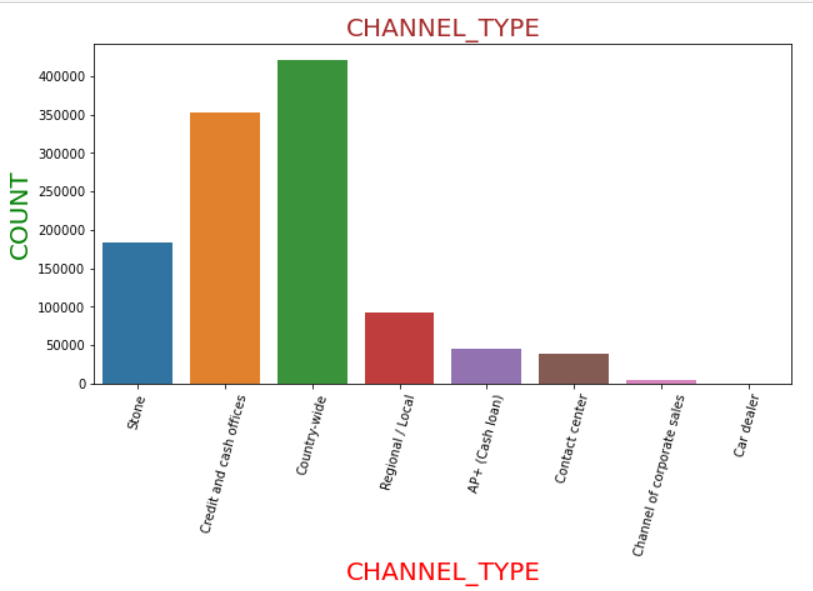 CHANNEL_TYPE
COUNT
400000
350000
300000
250000
200000
150000
100000
50000
0
Stone
Credit and cash offices
Country-wide
Regional / Local
AP+ (Cash loan)
Contact center
Channel of corporate sales
Car dealer
CHANNEL_TYPE